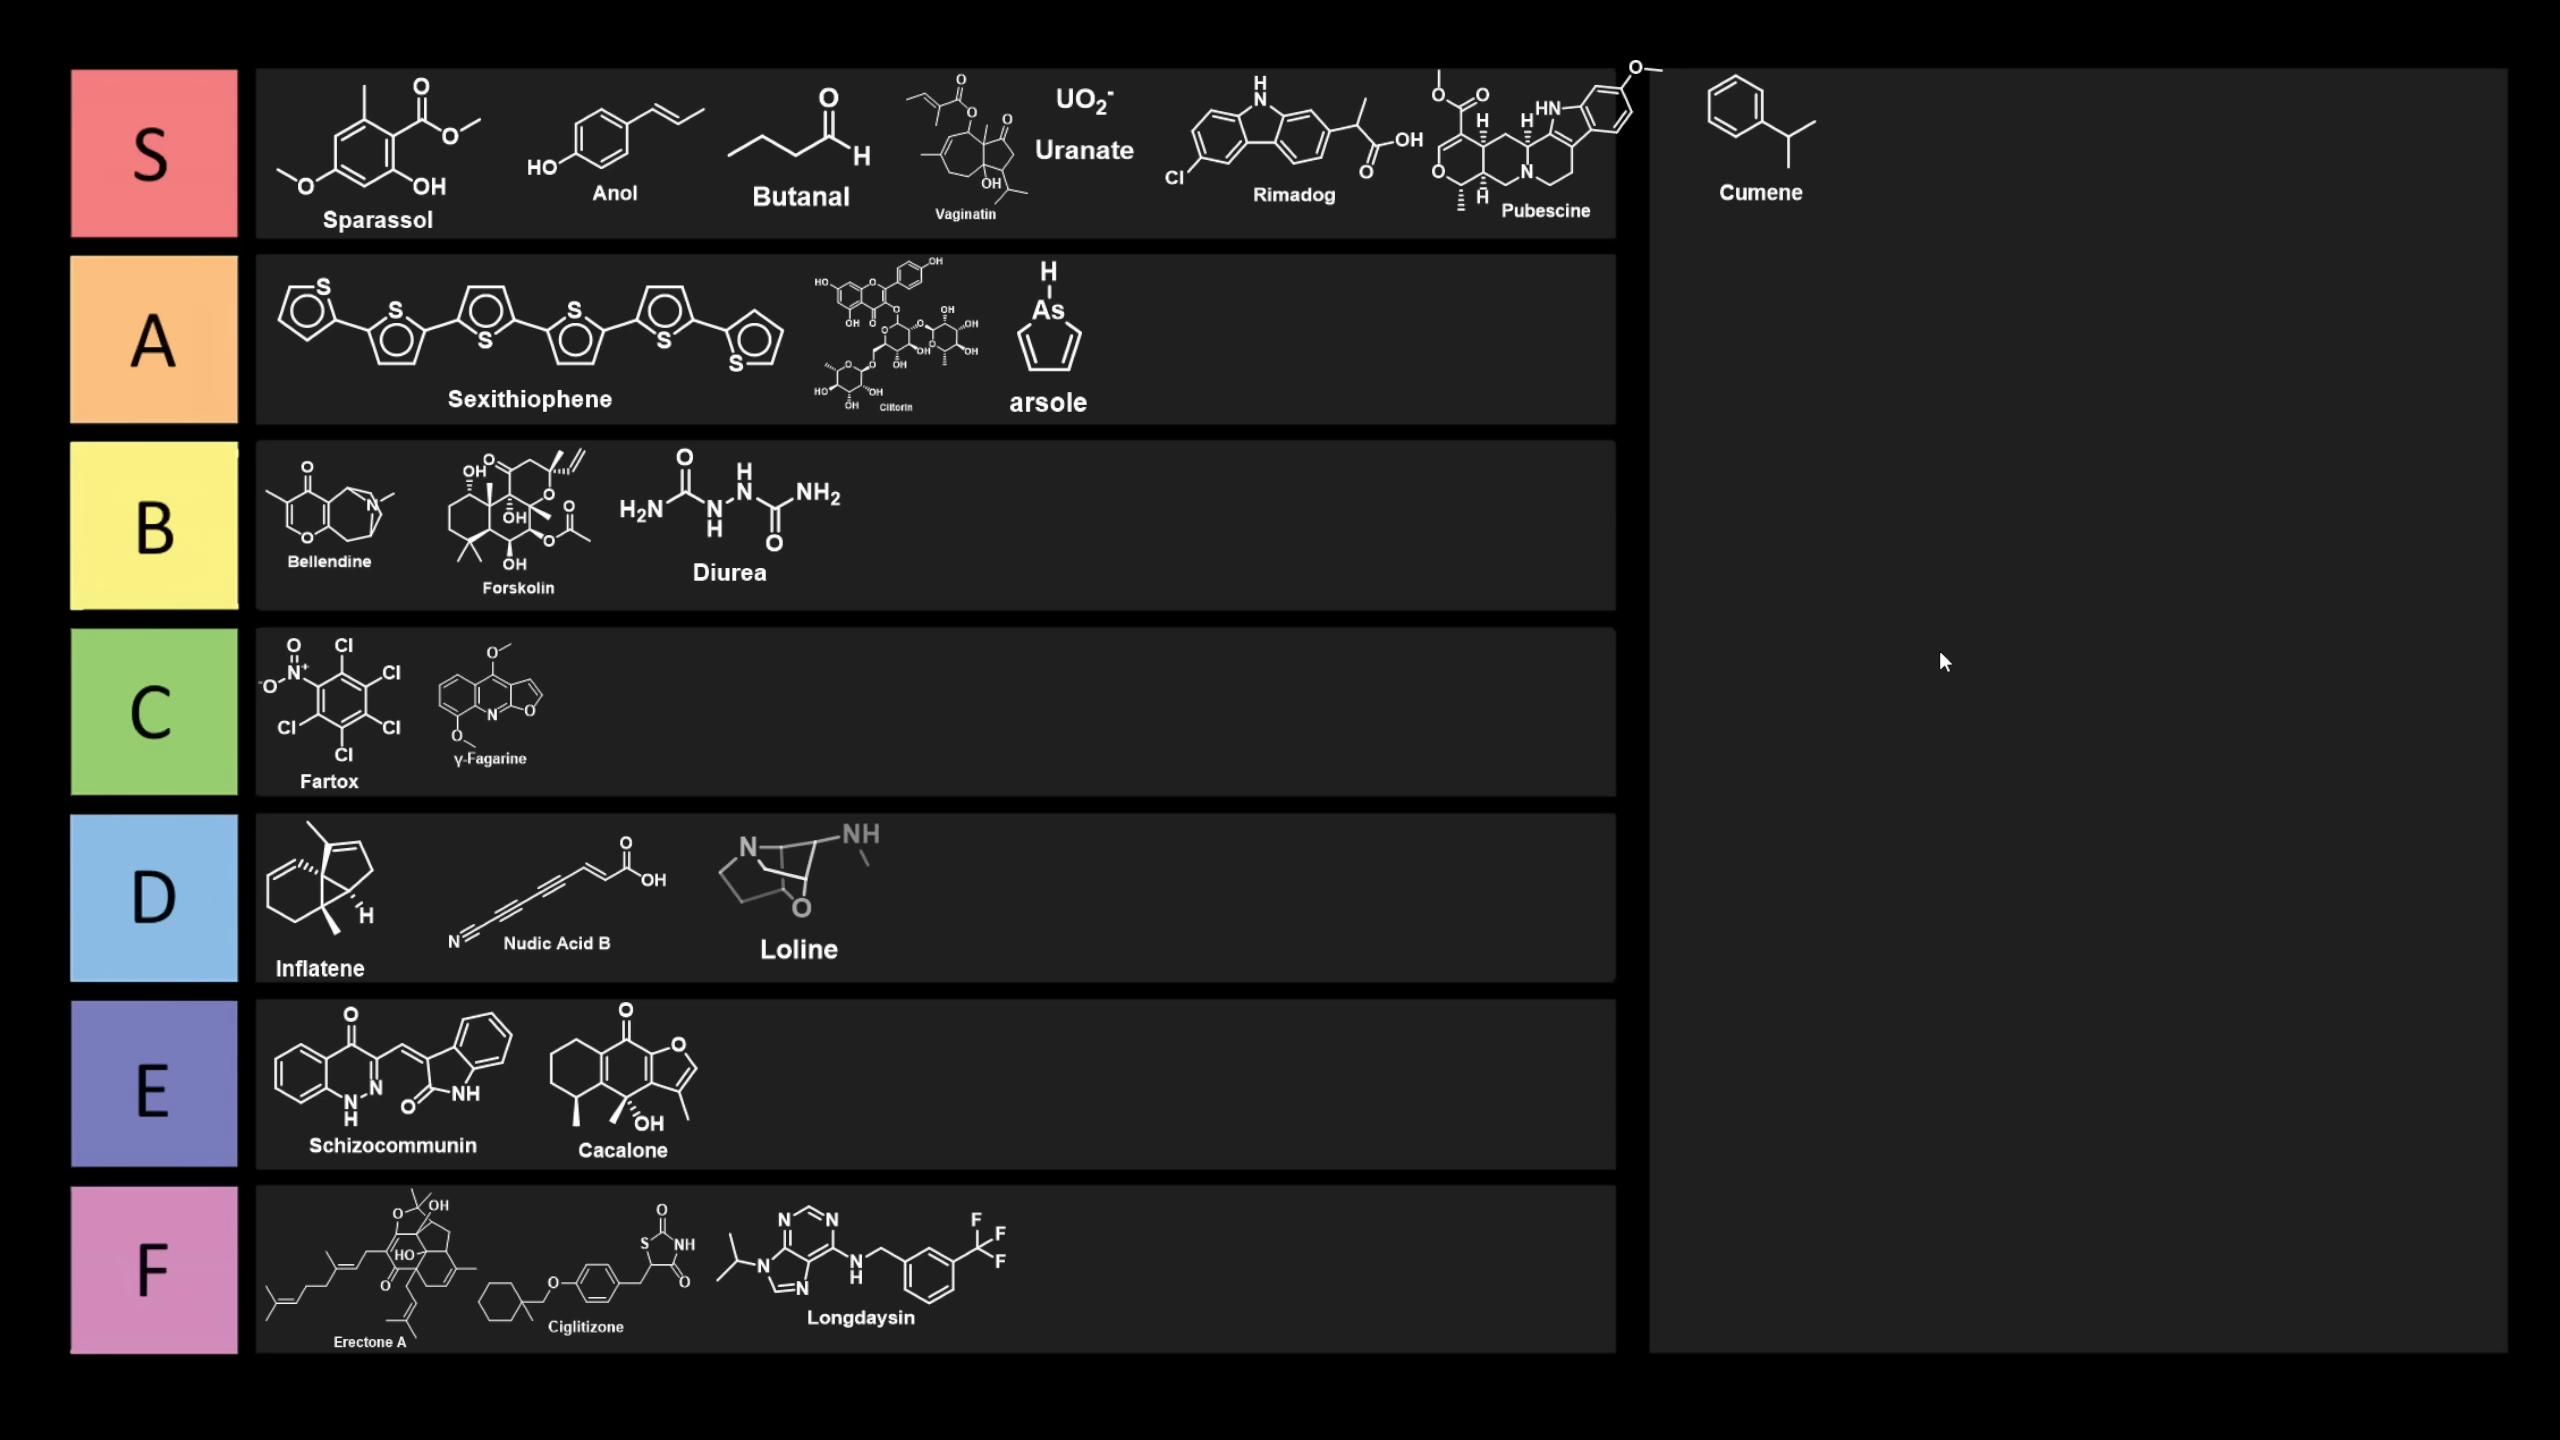 S
Sparassol
Anol
Butanal
Vaginatin
UO2-
Uranate
Rimadog
Pubescine
Cumene
A
Sexithiophene
Clitorin
arsole
B
Bellendine
Forskolin
Diurea
C
Fartox
γ-Fagarine
D
Inflatene
Nudic Acid B
Loline
E
Schizocommunin
Cacalone
F
Erectone A
Ciglitizone
Longdaysin